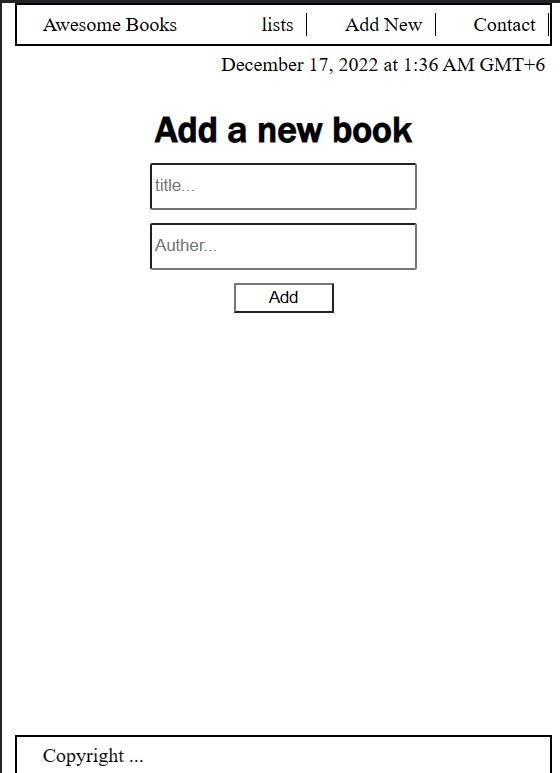 Awesome Books lists Add New Contact
December 17, 2022 at 1:36 AM GMT+6
Add a new book
title...
Auther...
Add
Copyright ...